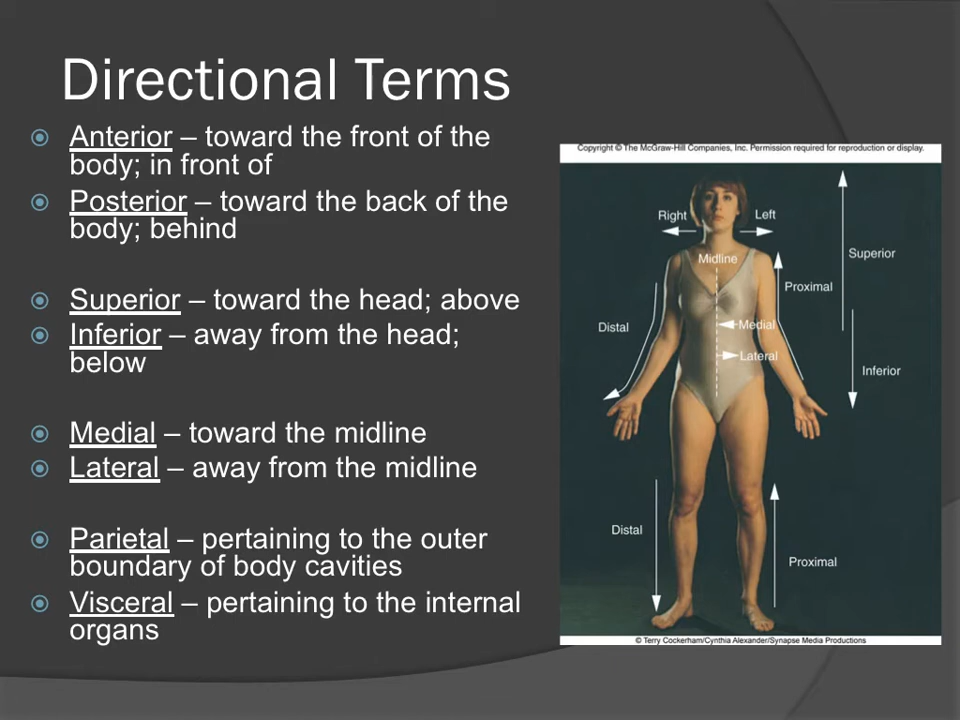 Directional Terms
Anterior – toward the front of the
body; in front of
Posterior – toward the back of the
body; behind
Superior – toward the head; above
Inferior – away from the head;
below
Medial – toward the midline
Lateral – away from the midline
Parietal – pertaining to the outer
boundary of body cavities
Visceral – pertaining to the internal
organs
Copyright © The McGraw-Hill Companies, Inc. Permission required for reproduction or display.
Right
Left
Superior
Midline
Proximal
Distal
Medial
Lateral
Inferior
Distal
Proximal
© Terry Cockerham/Cynthia Alexander/Synapse Media Productions